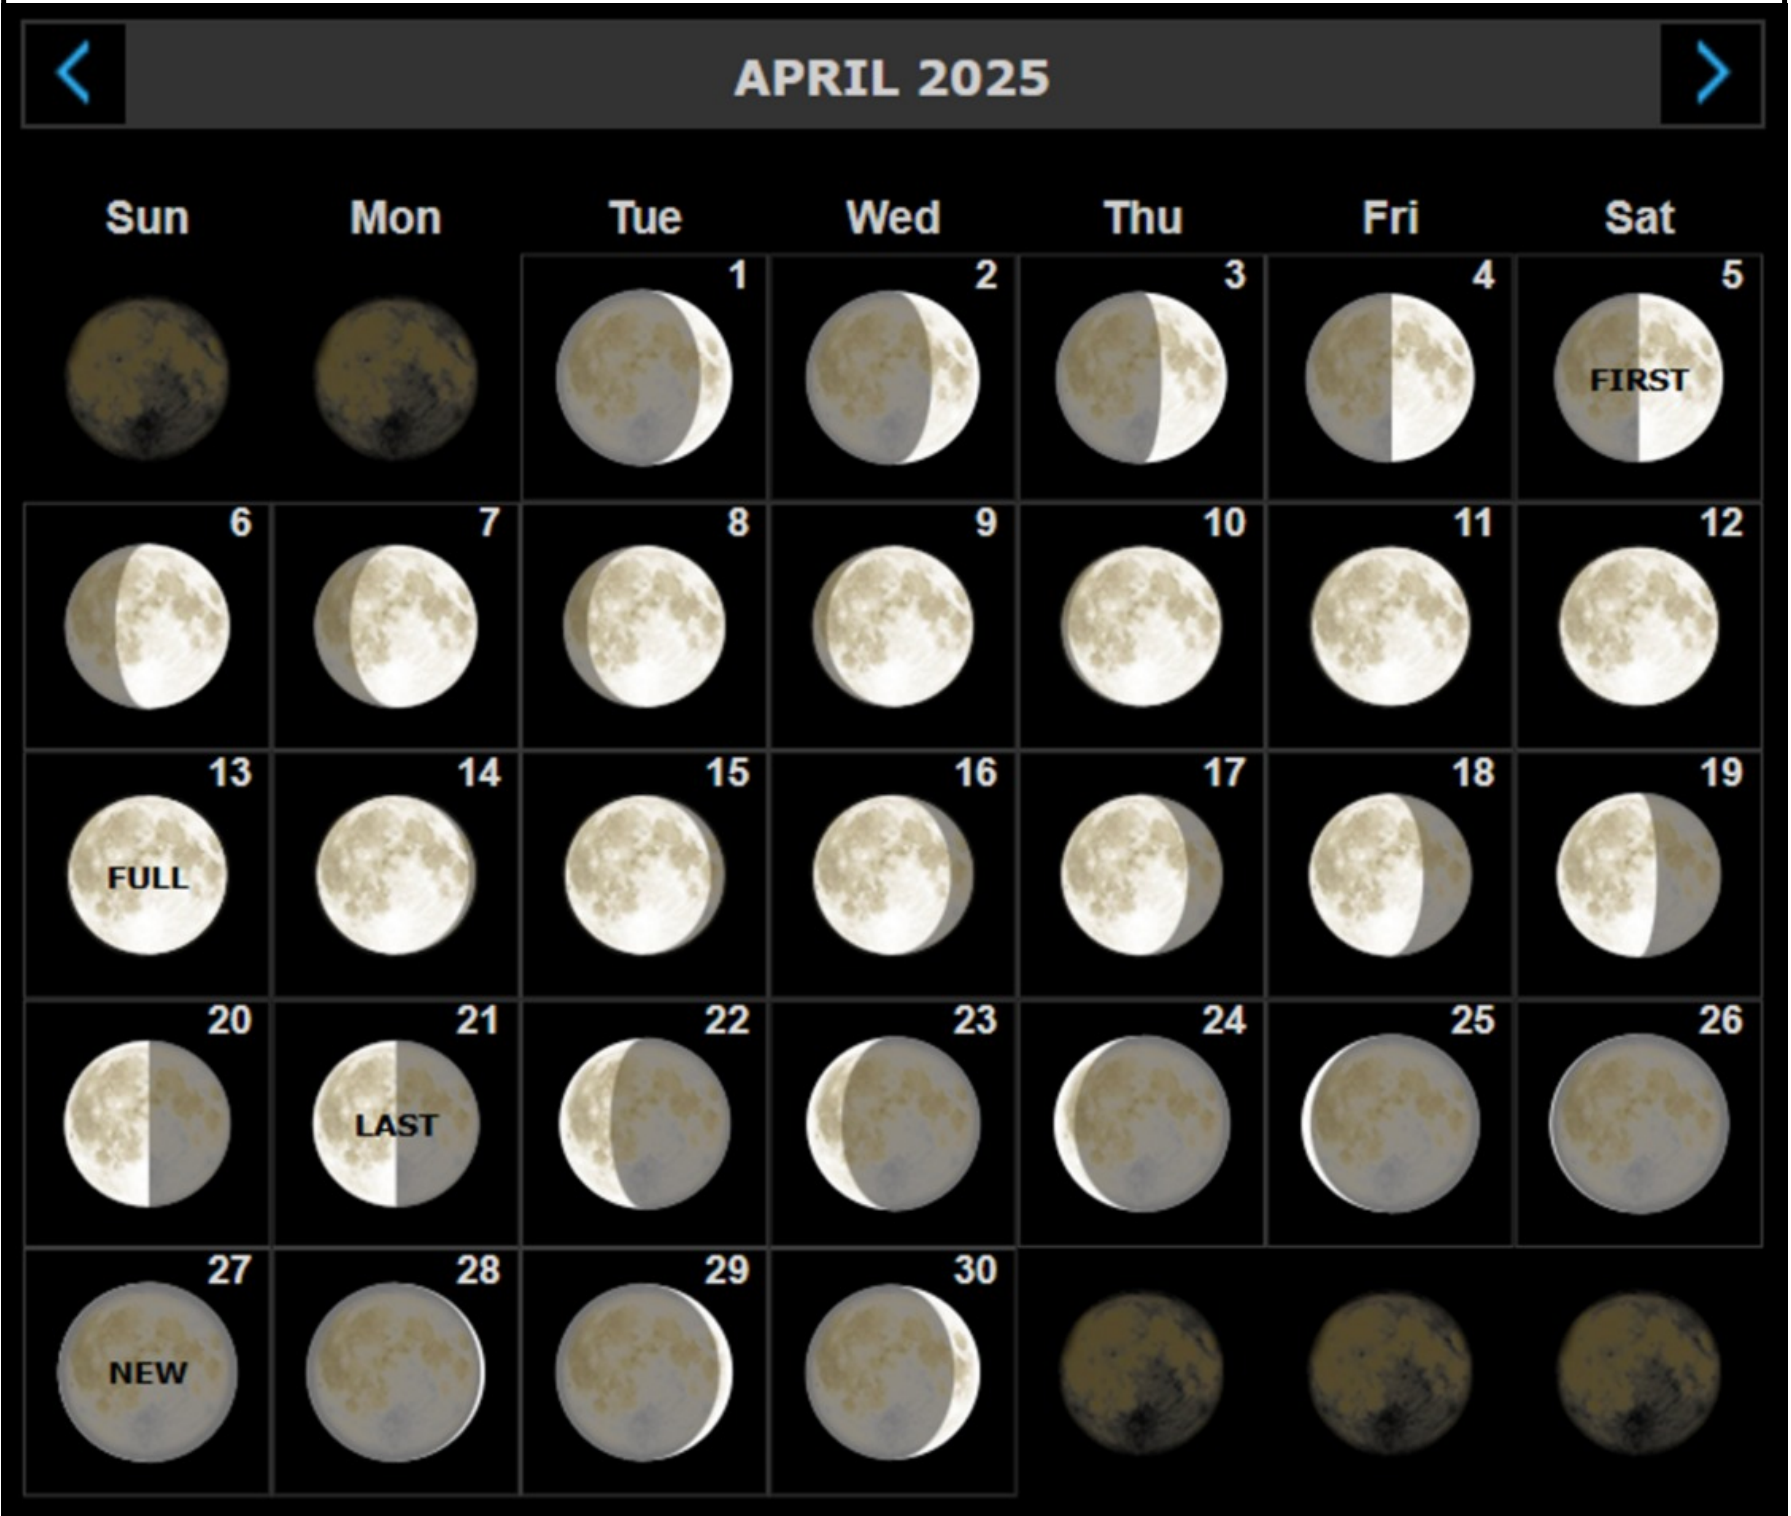 APRIL 2025
Sun Mon Tue Wed Thu Fri Sat
1 2 3 4 5
FIRST
6 7 8 9 10 11 12
13 14 15 16 17 18 19
FULL
20 21 22 23 24 25 26
LAST
27 28 29 30
NEW